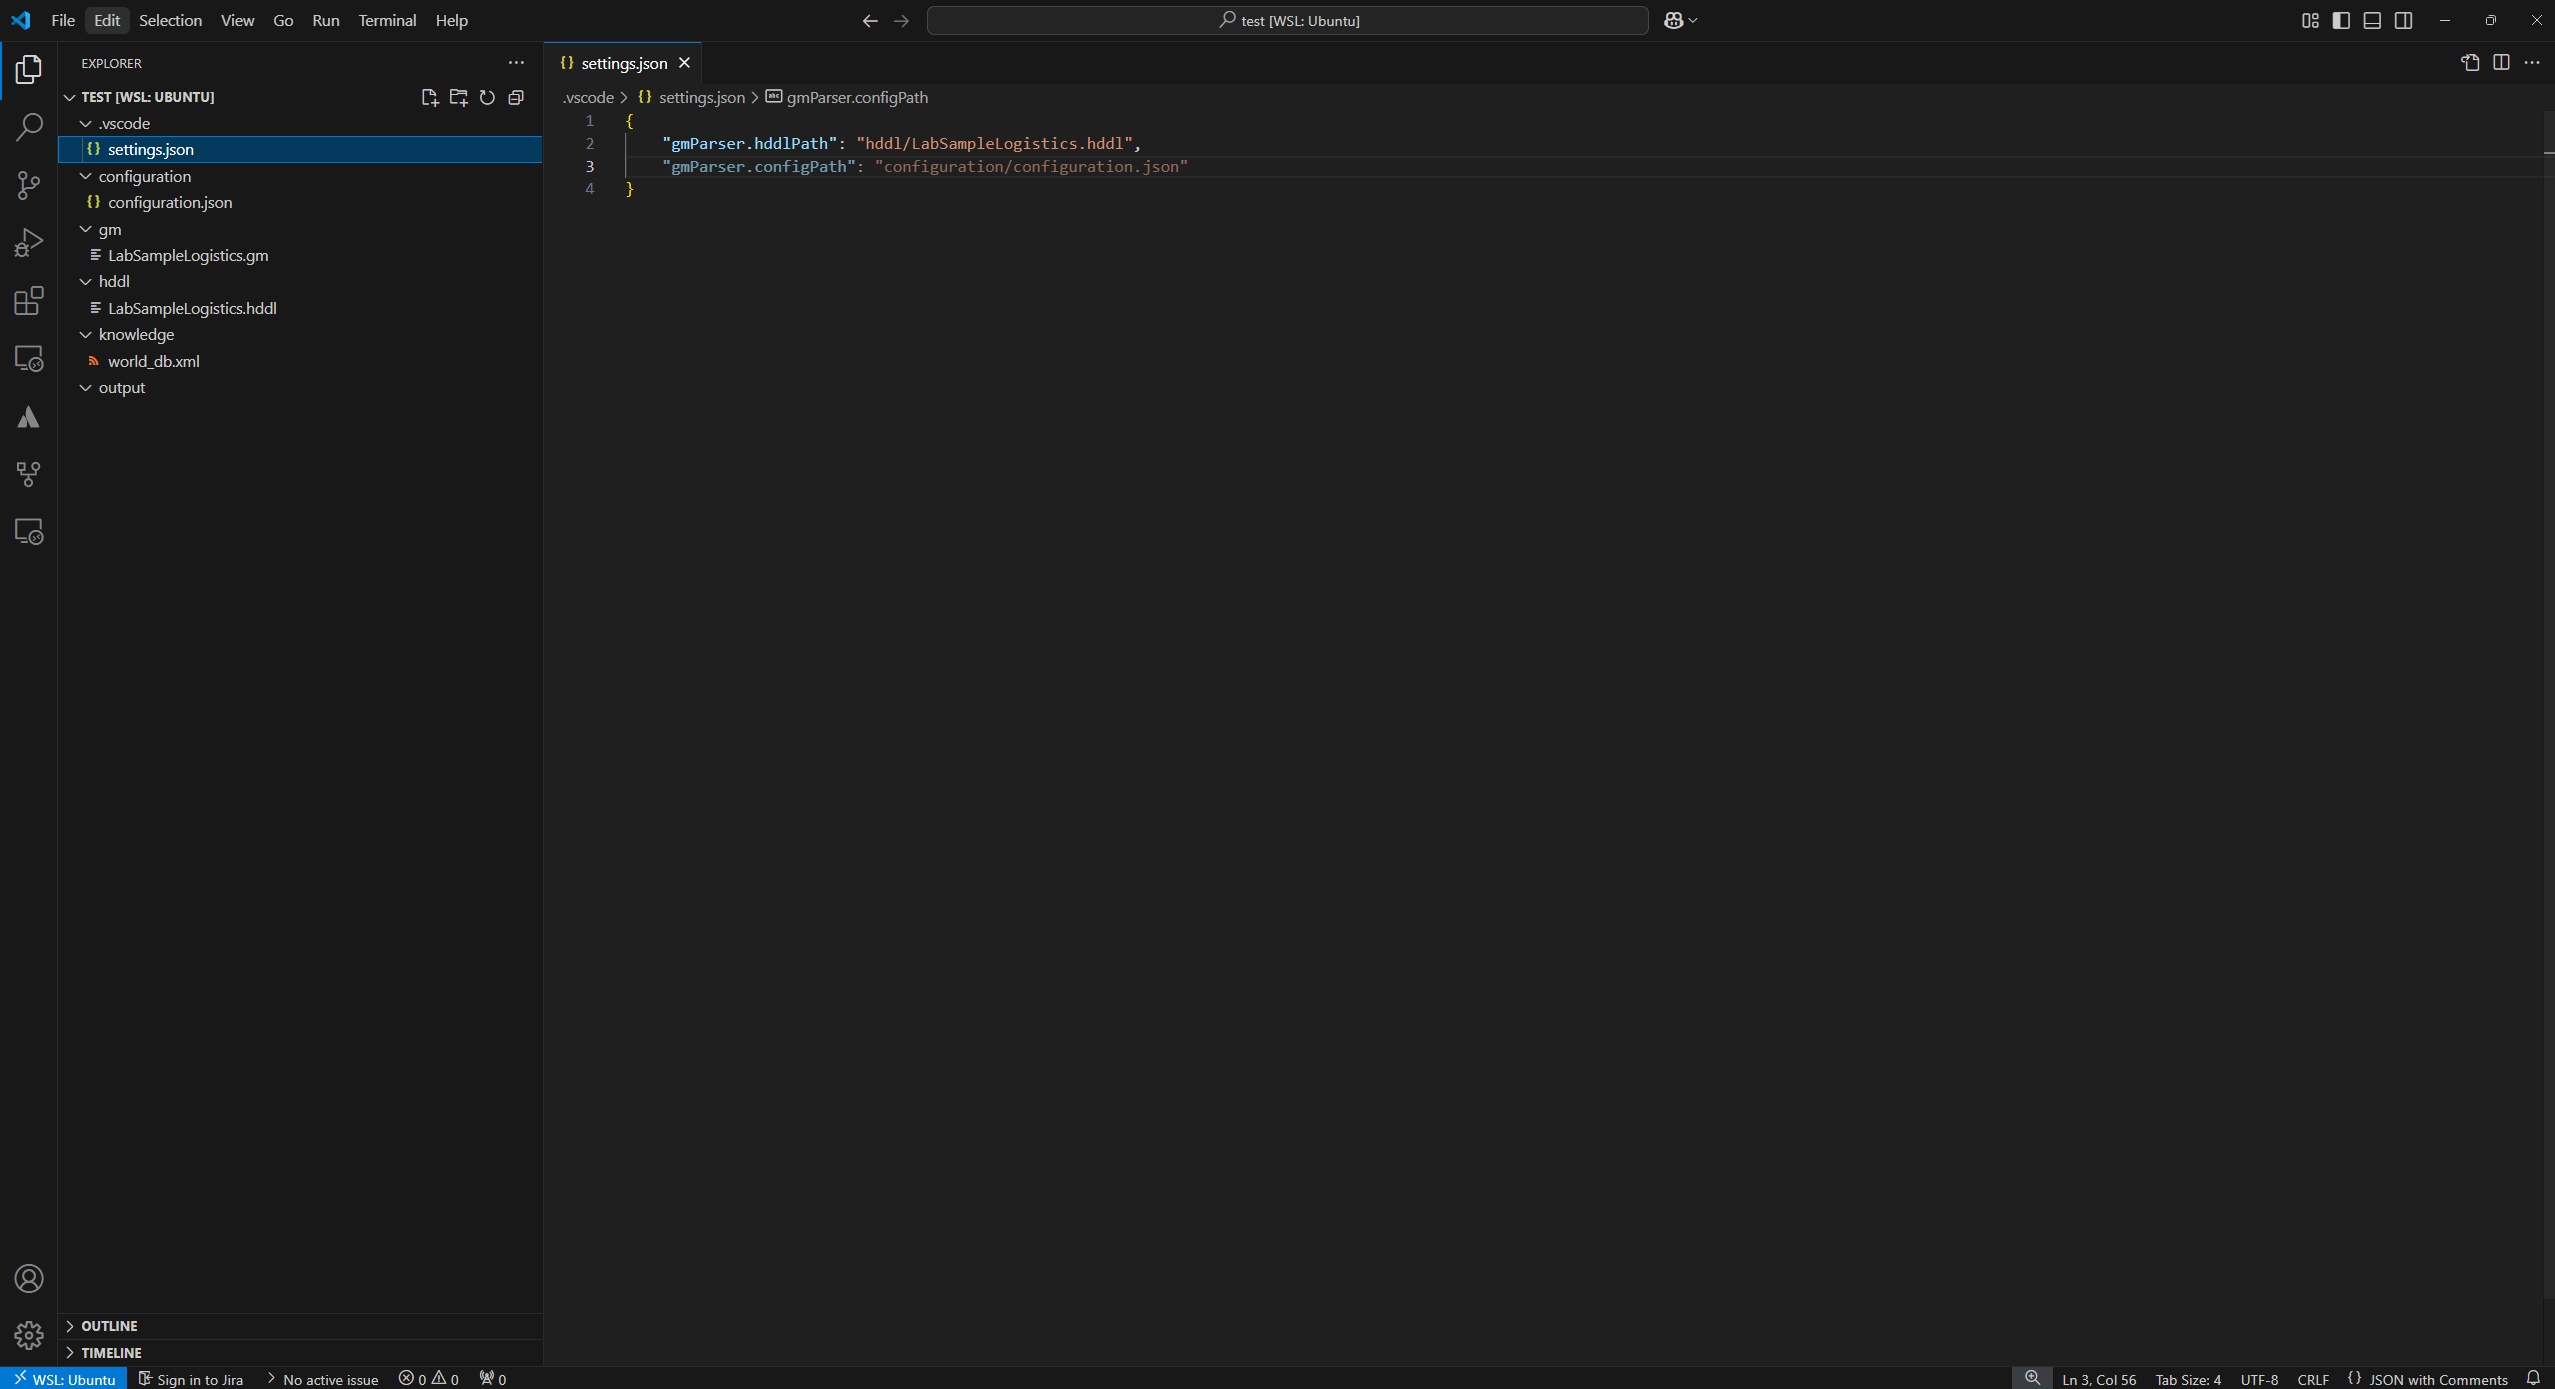 File Edit Selection View Go Run Terminal Help
test [WSL: Ubuntu]
EXPLORER
TEST [WSL: UBUNTU]
.vscode
settings.json
configuration
configuration.json
gm
LabSampleLogistics.gm
hddl
LabSampleLogistics.hddl
knowledge
world_db.xml
output
OUTLINE
TIMELINE
settings.json
.vscode > {} settings.json > gmParser.configPath
1 {
2 "gmParser.hddlPath": "hddl/LabSampleLogistics.hddl",
3 "gmParser.configPath": "configuration/configuration.json"
4 }
WSL: Ubuntu Sign in to Jira No active issue 0 0 0 Ln 3, Col 56 Tab Size: 4 UTF-8 CRLF {} JSON with Comments